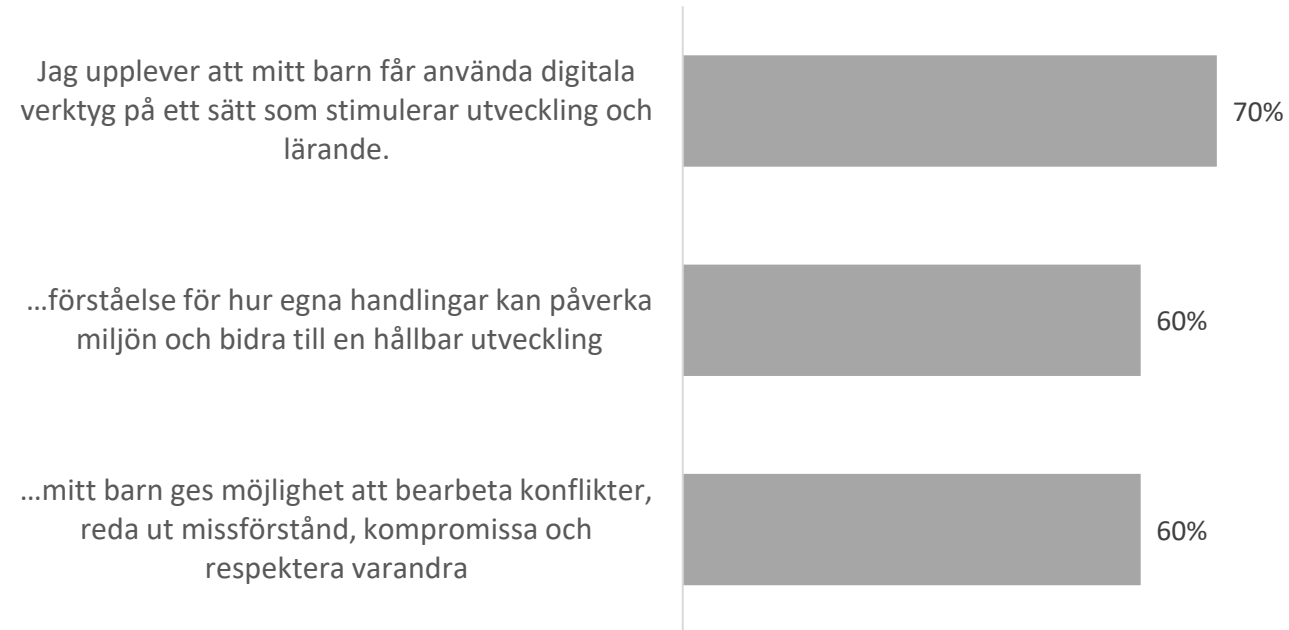 Jag upplever att mitt barn får använda digitala
verktyg på ett sätt som stimulerar utveckling och
lärande.
70%
...förståelse för hur egna handlingar kan påverka
miljön och bidra till en hållbar utveckling
60%
...mitt barn ges möjlighet att bearbeta konflikter,
reda ut missförstånd, kompromissa och
respektera varandra
60%